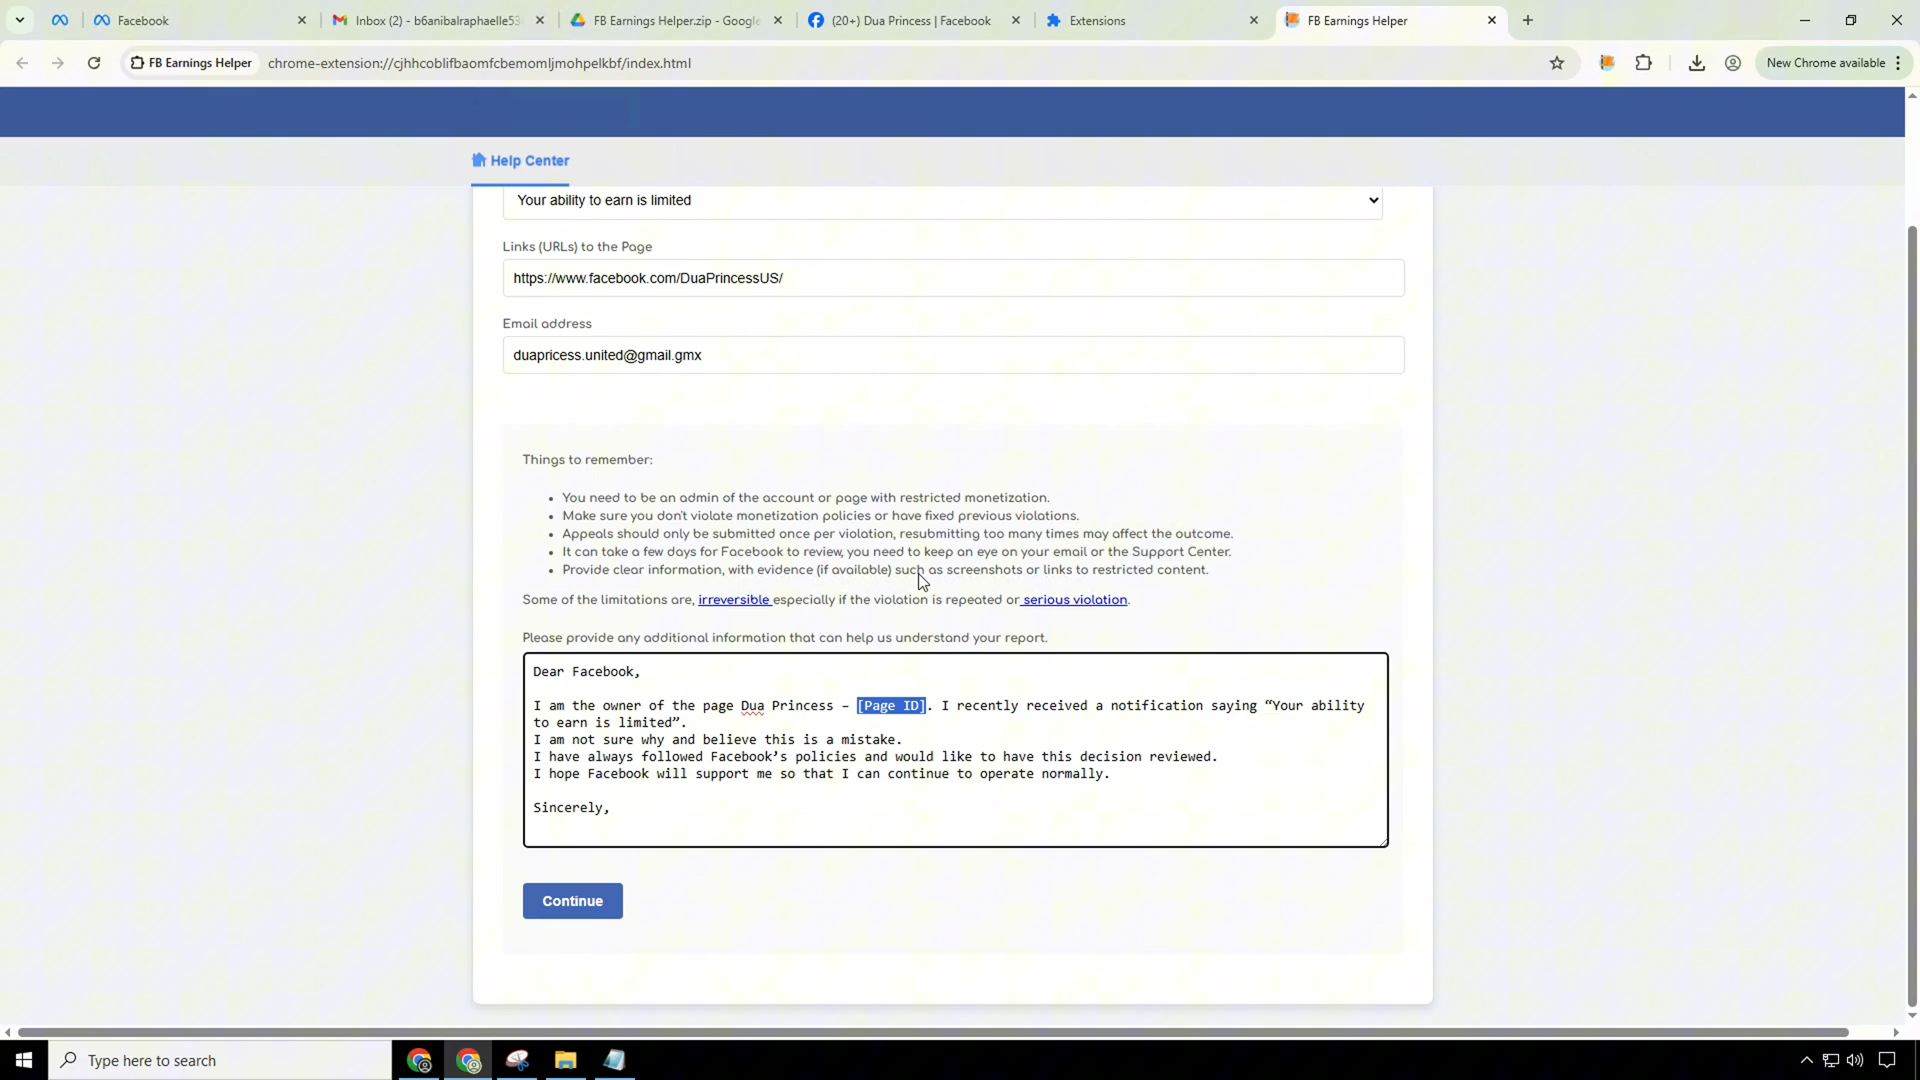 Facebook
Inbox (2) - b6anibalraphaelle53
FB Earnings Helper.zip - Google
(20+) Dua Princess | Facebook
Extensions
FB Earnings Helper
FB Earnings Helper
chrome-extension://cjhhcoblifbaomfcbemomljmohpelkbf/index.html
New Chrome available
Help Center
Your ability to earn is limited
Links (URLs) to the Page
https://www.facebook.com/DuaPrincessUS/
Email address
duapricess.united@gmail.gmx
Things to remember:
• You need to be an admin of the account or page with restricted monetization.
• Make sure you don't violate monetization policies or have fixed previous violations.
• Appeals should only be submitted once per violation, resubmitting too many times may affect the outcome.
• It can take a few days for Facebook to review, you need to keep an eye on your email or the Support Center.
• Provide clear information, with evidence (if available) such as screenshots or links to restricted content.
Some of the limitations are, irreversible especially if the violation is repeated or serious violation.
Please provide any additional information that can help us understand your report.
Dear Facebook,
I am the owner of the page Dua Princess – [Page ID]. I recently received a notification saying “Your ability
to earn is limited”.
I am not sure why and believe this is a mistake.
I have always followed Facebook’s policies and would like to have this decision reviewed.
I hope Facebook will support me so that I can continue to operate normally.
Sincerely,
Continue
Type here to search